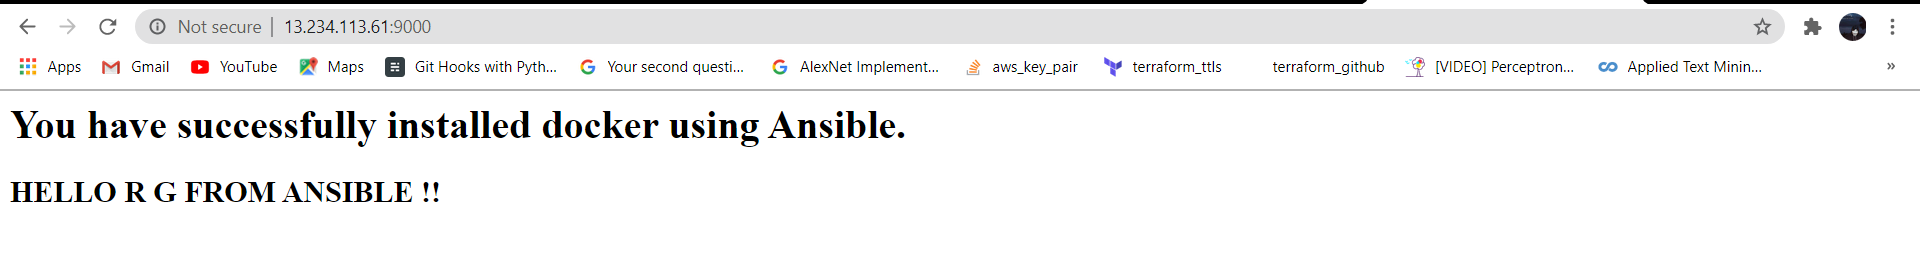 Not secure | 13.234.113.61:9000
Apps Gmail YouTube Maps Git Hooks with Pyth... Your second questi... AlexNet Implement... aws_key_pair terraform_ttls terraform_github [VIDEO] Perceptron... Applied Text Minin... »
You have successfully installed docker using Ansible.
HELLO R G FROM ANSIBLE !!